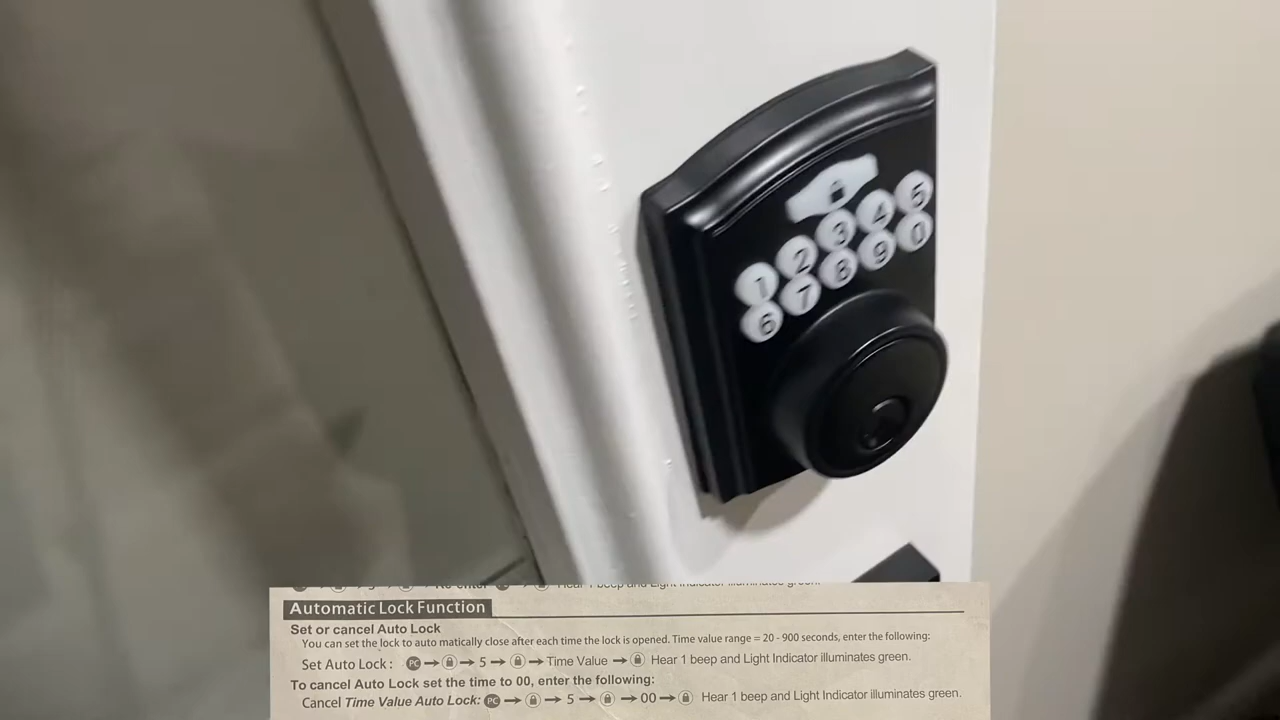 1 2 3 4 5
6 7 8 9 0
Automatic Lock Function
Set or cancel Auto Lock
You can set the lock to auto matically close after each time the lock is opened. Time value range = 20 - 900 seconds, enter the following:
Set Auto Lock : PC → → 5 → → Time Value → Hear 1 beep and Light Indicator illuminates green.
To cancel Auto Lock set the time to 00, enter the following:
Cancel Time Value Auto Lock: PC → → 5 → → 00 → Hear 1 beep and Light Indicator illuminates green.